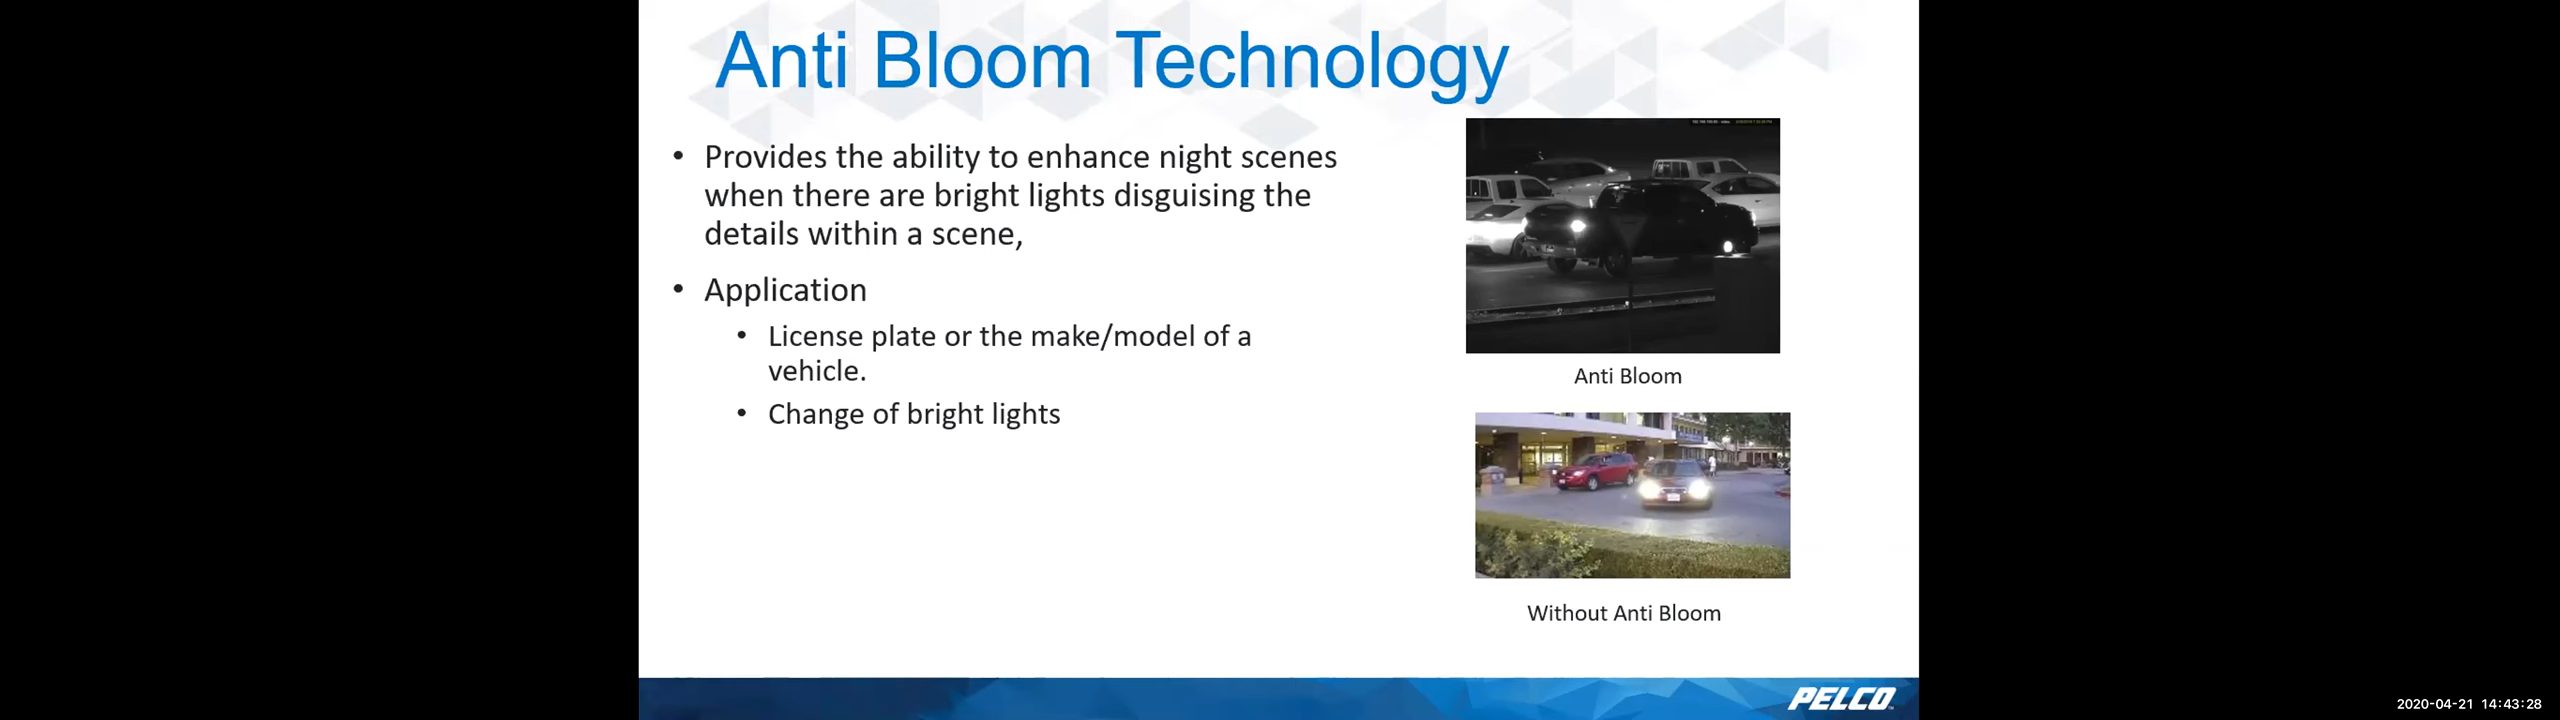 Anti Bloom Technology
• Provides the ability to enhance night scenes
when there are bright lights disguising the
details within a scene,
• Application
• License plate or the make/model of a
vehicle.
• Change of bright lights
Anti Bloom
Without Anti Bloom
PELCO
2020-04-21 14:43:28